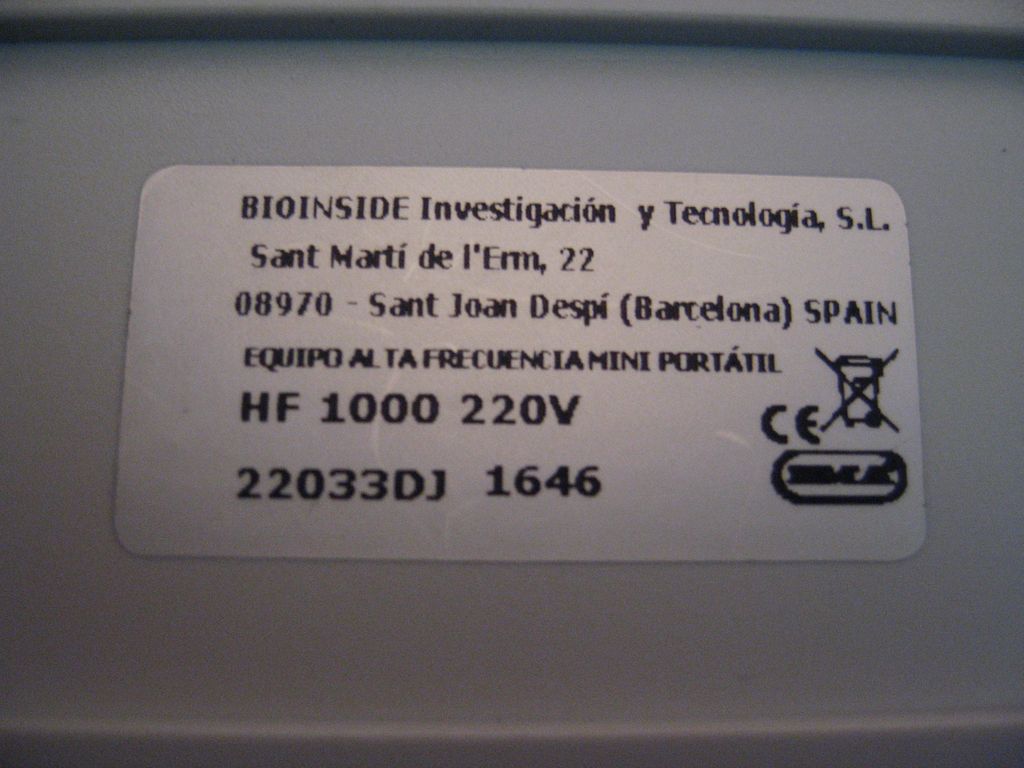 BIOINSIDE Investigación y Tecnología, S.L.
Sant Martí de l'Erm, 22
08970 - Sant Joan Despí (Barcelona) SPAIN
EQUIPO ALTA FRECUENCIA MINI PORTÁTIL
HF 1000 220V
CE
22033DJ 1646